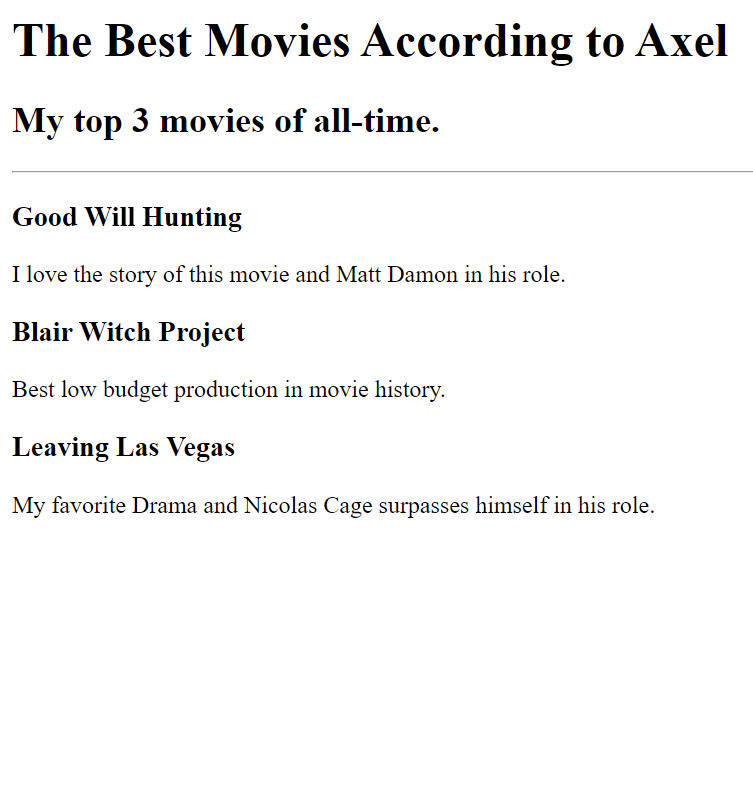 The Best Movies According to Axel
My top 3 movies of all-time.
Good Will Hunting
I love the story of this movie and Matt Damon in his role.
Blair Witch Project
Best low budget production in movie history.
Leaving Las Vegas
My favorite Drama and Nicolas Cage surpasses himself in his role.